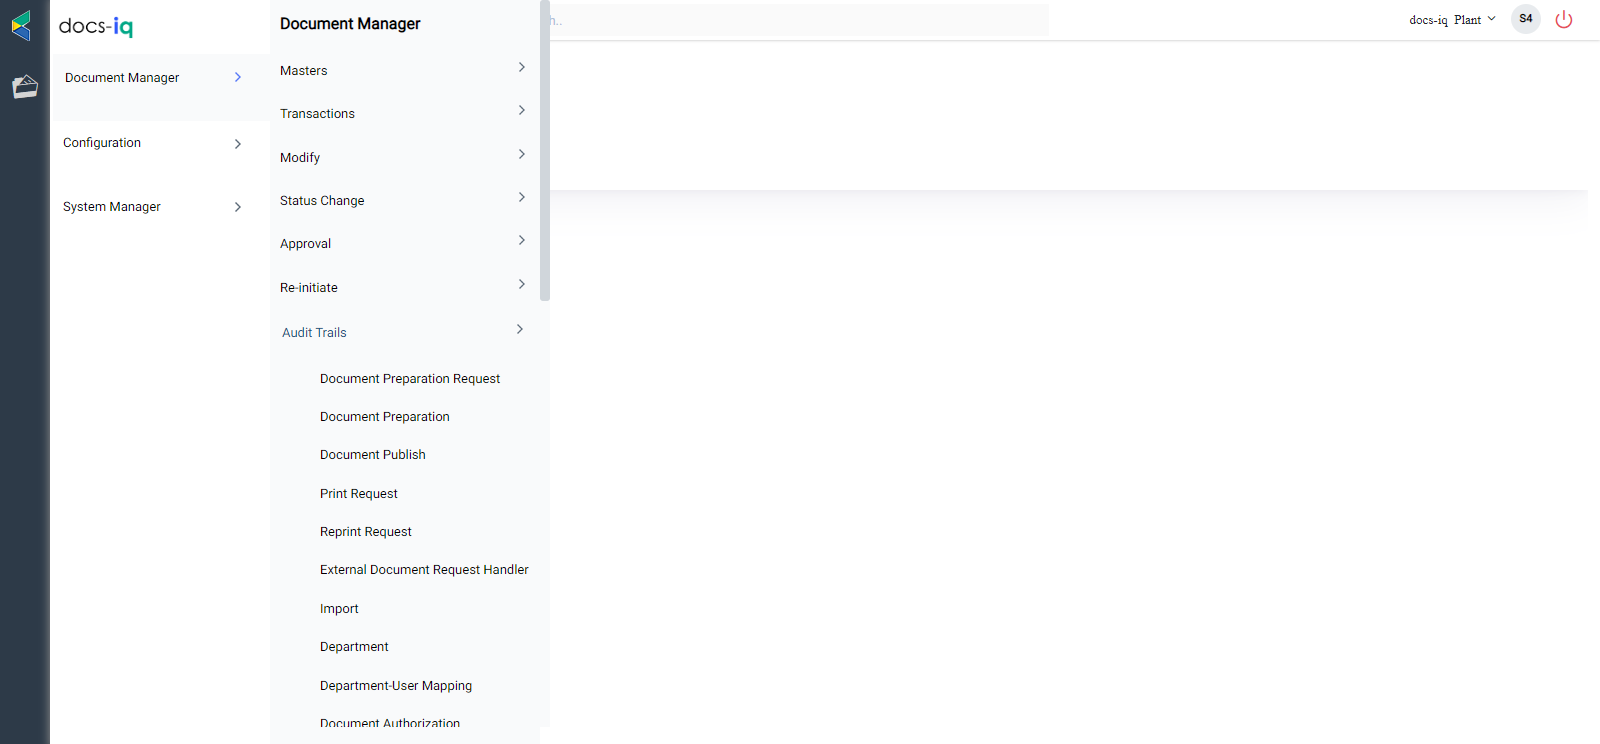 docs-iq
Document Manager
Configuration
System Manager
Document Manager
Masters
Transactions
Modify
Status Change
Approval
Re-initiate
Audit Trails
Document Preparation Request
Document Preparation
Document Publish
Print Request
Reprint Request
External Document Request Handler
Import
Department
Department-User Mapping
Document Authorization
h..
docs-iq Plant
S4